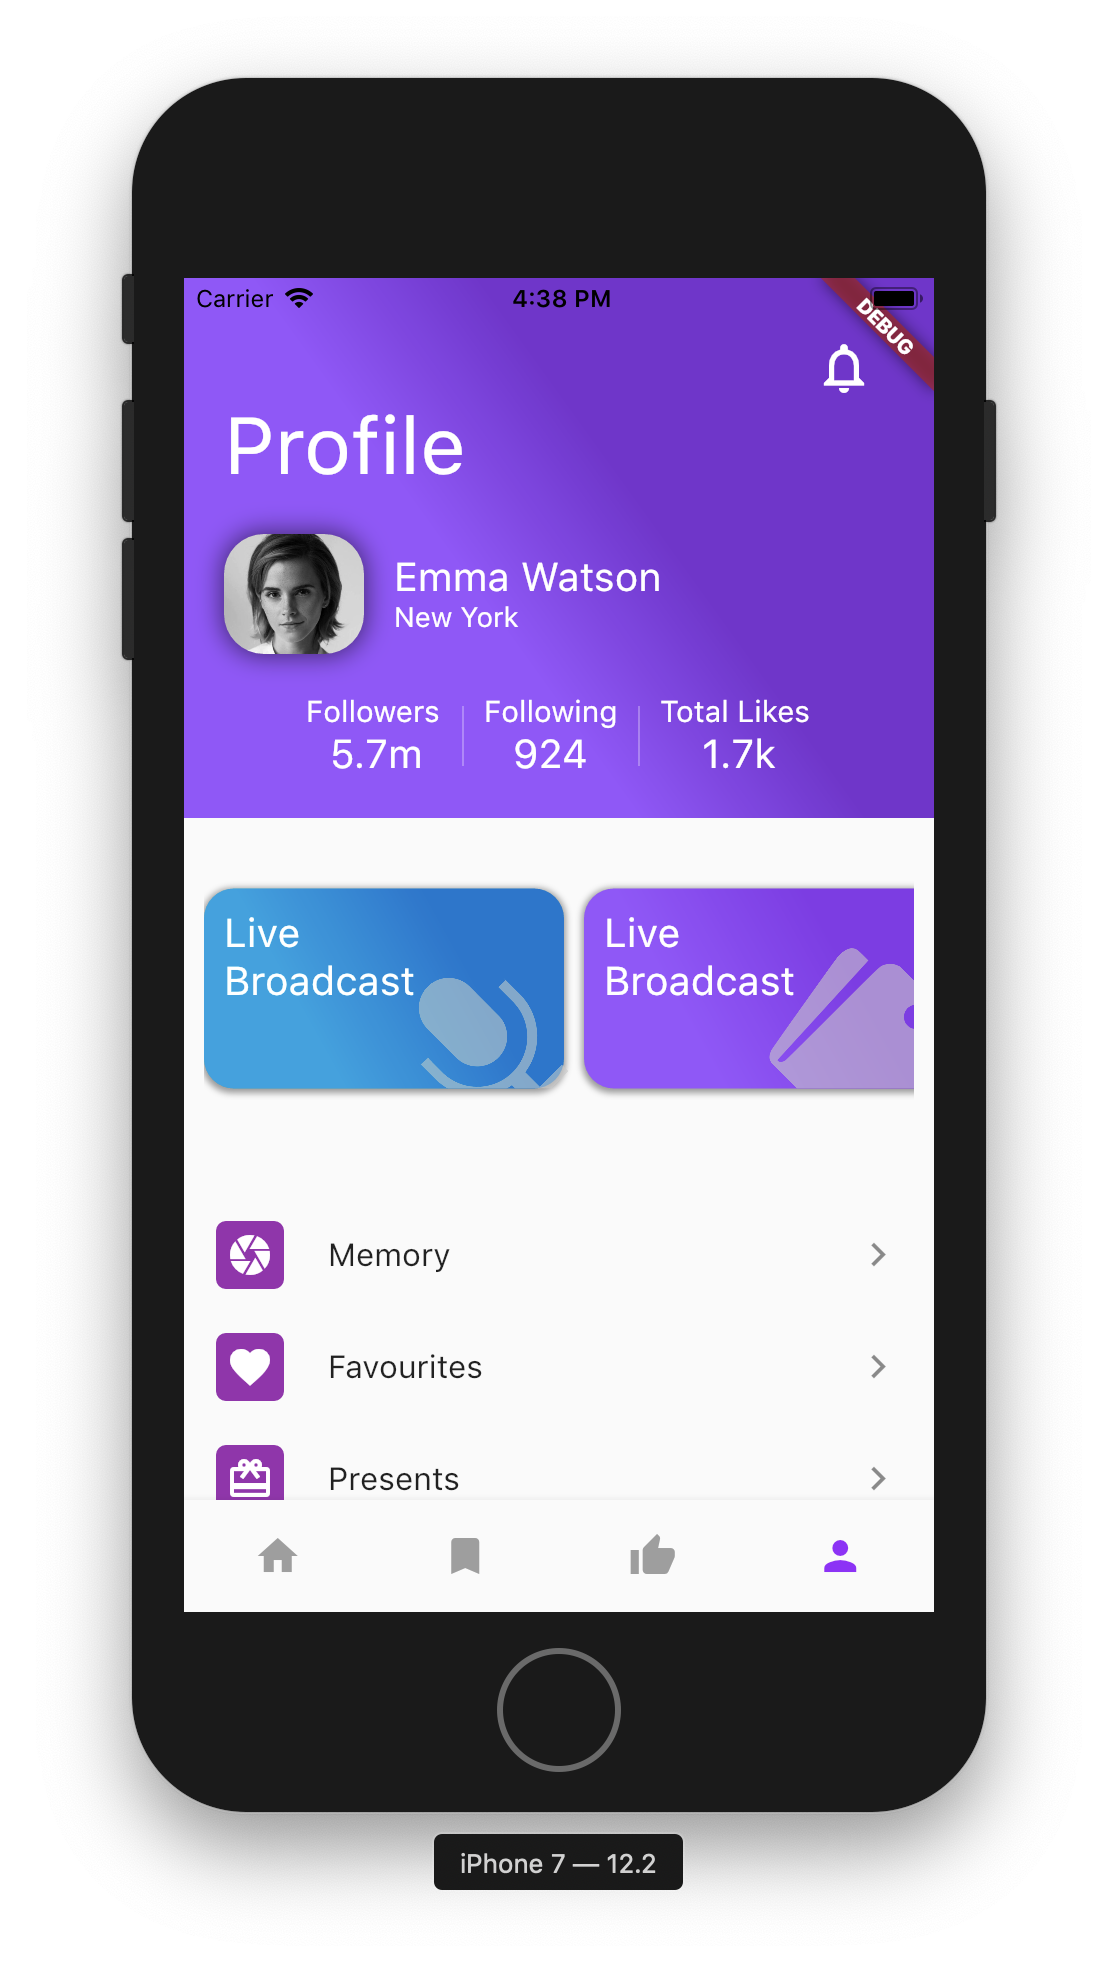 Carrier 4:38 PM
DEBUG
Profile
Emma Watson
New York
Followers Following Total Likes
5.7m 924 1.7k
Live
Broadcast
Live
Broadcast
Memory
Favourites
Presents
iPhone 7 — 12.2